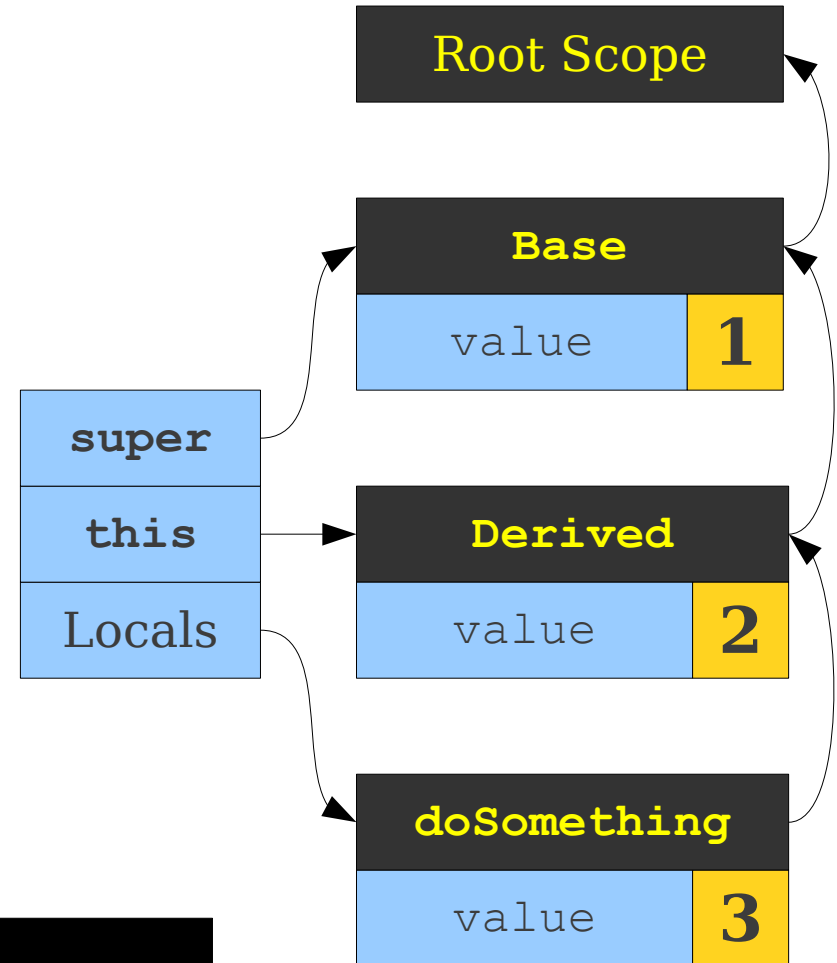 Root Scope
Base
value 1
super
this
Locals
Derived
value 2
doSomething
value 3